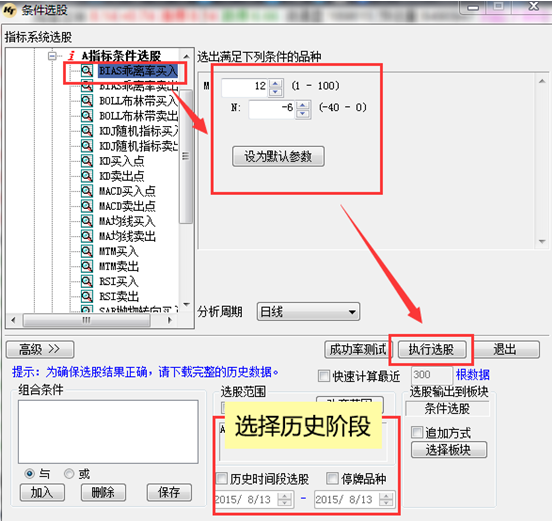 条件选股
指标系统选股
A指标条件选股
BIAS乖离率买入
BIAS乖离率卖出
BOLL布林带买入
BOLL布林带卖出
KDJ随机指标买入
KDJ随机指标卖出
KD买入点
KD卖出点
MACD买入点
MACD卖出点
MA均线买入
MA均线卖出
MTM买入
MTM卖出
RSI买入
RSI卖出
选出满足下列条件的品种
M 12 (1 - 100)
N: -6 (-40 - 0)
设为默认参数
分析周期 日线
高级 >> 成功率测试 执行选股 退出
提示：为确保选股结果正确，请下载完整的历史数据。
快速计算最近 300 根数据
组合条件
与 或
加入 删除 保存
选股范围
选择历史阶段
历史时间段选股 停牌品种
2015/ 8/13 - 2015/ 8/13
选股输出到板块
条件选股
追加方式
选择板块